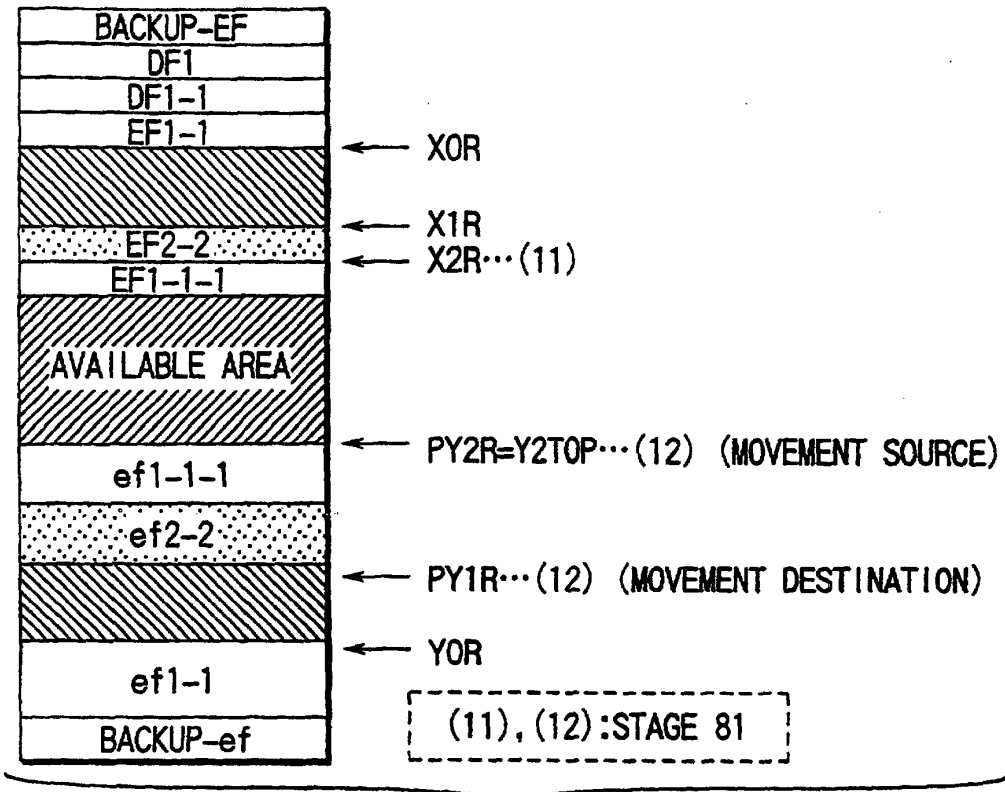 BACKUP-EF
DF1
DF1-1
EF1-1
X0R
X1R
EF2-2
X2R···(11)
EF1-1-1
AVAILABLE AREA
PY2R=Y2TOP···(12) (MOVEMENT SOURCE)
ef1-1-1
ef2-2
PY1R···(12) (MOVEMENT DESTINATION)
Y0R
ef1-1
(11),(12):STAGE 81
BACKUP-ef